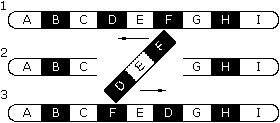 1
A B C D E F G H I
2
A B C D E F G H I
3
A B C F E D G H I